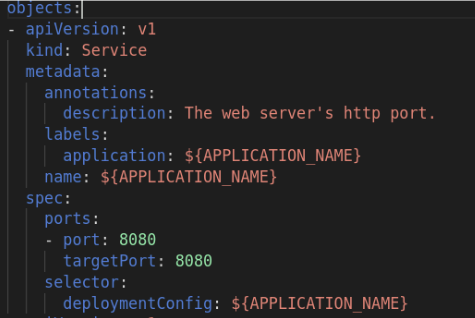 objects:
- apiVersion: v1
  kind: Service
  metadata:
    annotations:
      description: The web server's http port.
    labels:
      application: ${APPLICATION_NAME}
    name: ${APPLICATION_NAME}
  spec:
    ports:
    - port: 8080
      targetPort: 8080
    selector:
      deploymentConfig: ${APPLICATION_NAME}